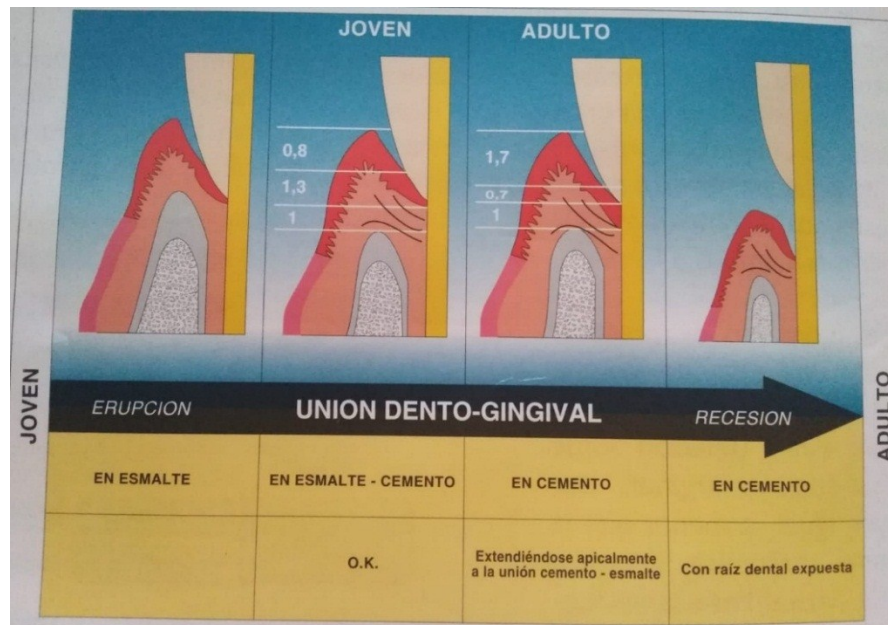 JOVEN
ADULTO
0,8
1,3
1
1,7
0,7
1
JOVEN
ERUPCION
UNION DENTO-GINGIVAL
RECESION
ADULTO
EN ESMALTE
EN ESMALTE - CEMENTO
EN CEMENTO
EN CEMENTO
O.K.
Extendiéndose apicalmente
a la unión cemento - esmalte
Con raíz dental expuesta